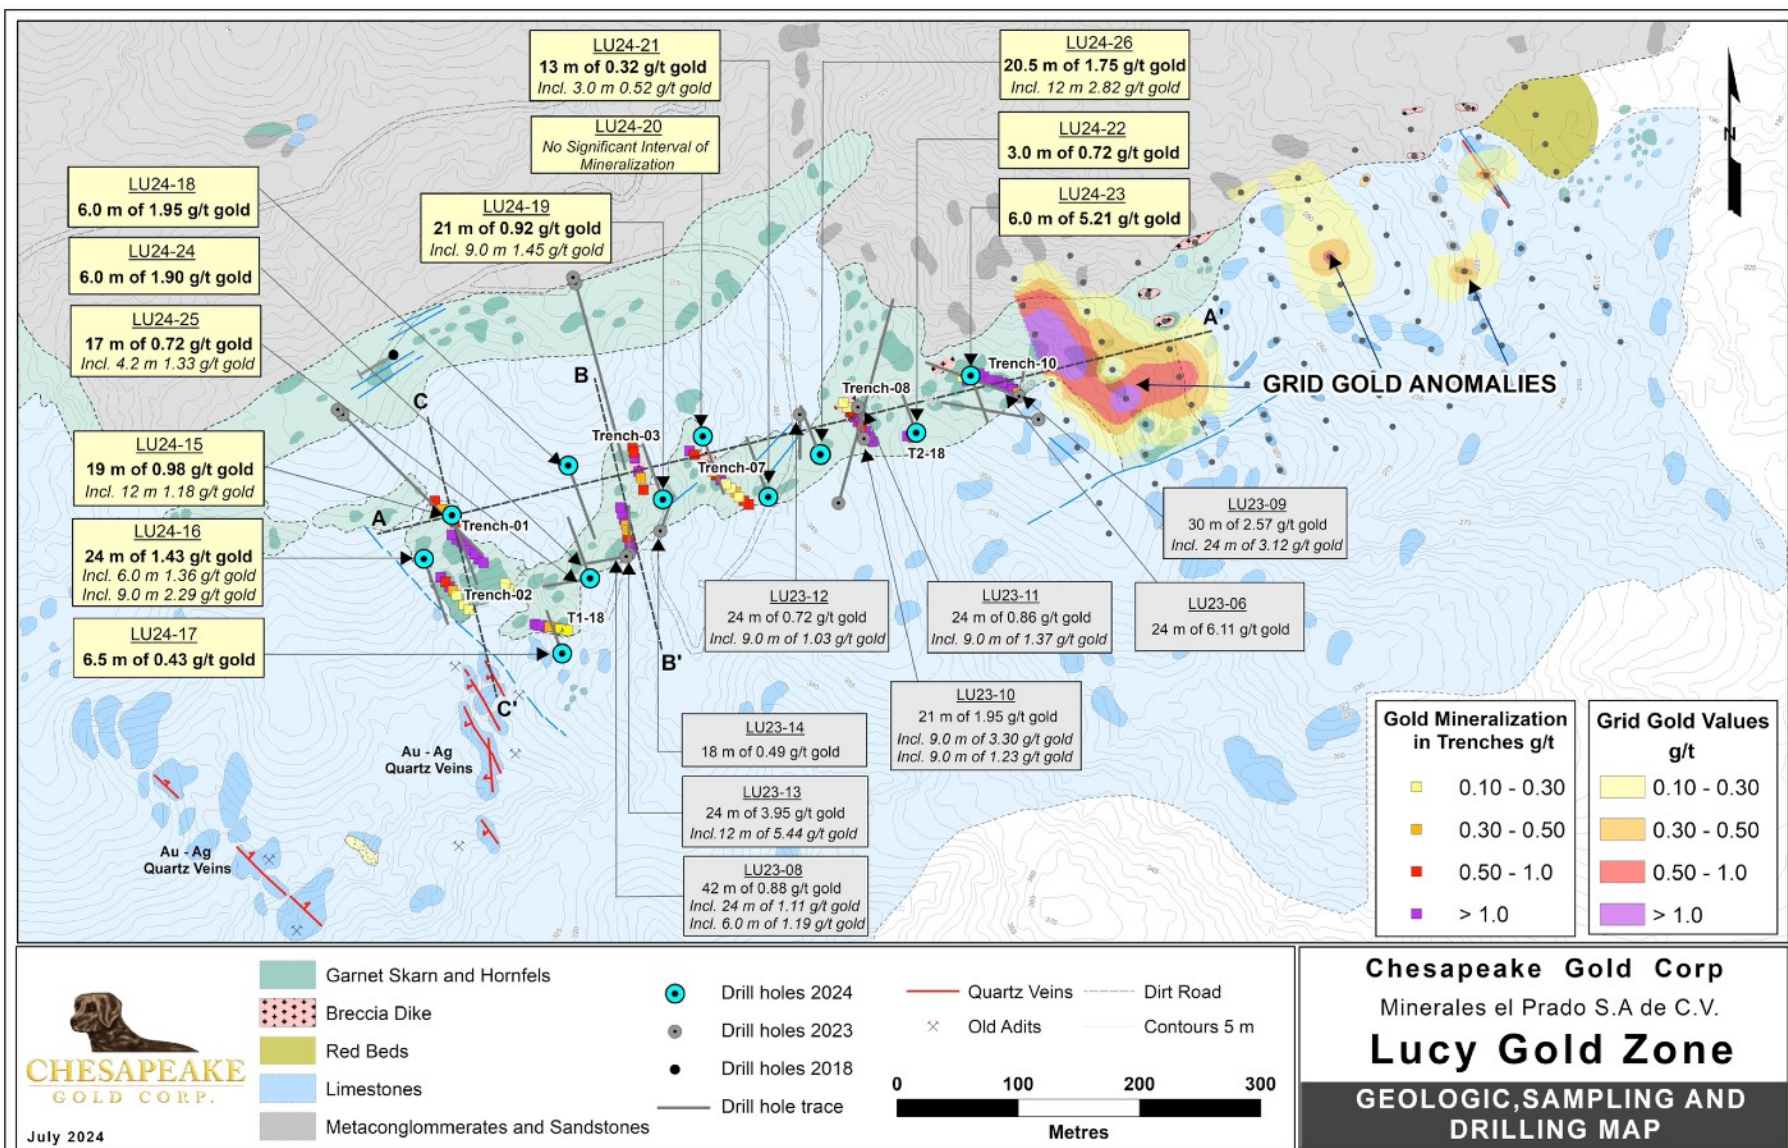 LU24-21
13 m of 0.32 g/t gold
Incl. 3.0 m 0.52 g/t gold
LU24-20
No Significant Interval of
Mineralization
LU24-26
20.5 m of 1.75 g/t gold
Incl. 12 m 2.82 g/t gold
LU24-22
3.0 m of 0.72 g/t gold
LU24-23
6.0 m of 5.21 g/t gold
LU24-18
6.0 m of 1.95 g/t gold
LU24-19
21 m of 0.92 g/t gold
Incl. 9.0 m 1.45 g/t gold
LU24-24
6.0 m of 1.90 g/t gold
LU24-25
17 m of 0.72 g/t gold
Incl. 4.2 m 1.33 g/t gold
LU24-15
19 m of 0.98 g/t gold
Incl. 12 m 1.18 g/t gold
LU24-16
24 m of 1.43 g/t gold
Incl. 6.0 m 1.36 g/t gold
Incl. 9.0 m 2.29 g/t gold
LU24-17
6.5 m of 0.43 g/t gold
N
A'
B
C
A
B'
C'
Trench-10
Trench-08
Trench-03
Trench-07
T2-18
Trench-01
Trench-02
T1-18
GRID GOLD ANOMALIES
LU23-09
30 m of 2.57 g/t gold
Incl. 24 m of 3.12 g/t gold
LU23-12
24 m of 0.72 g/t gold
Incl. 9.0 m of 1.03 g/t gold
LU23-11
24 m of 0.86 g/t gold
Incl. 9.0 m of 1.37 g/t gold
LU23-06
24 m of 6.11 g/t gold
LU23-10
21 m of 1.95 g/t gold
Incl. 9.0 m of 3.30 g/t gold
Incl. 9.0 m of 1.23 g/t gold
LU23-14
18 m of 0.49 g/t gold
LU23-13
24 m of 3.95 g/t gold
Incl.12 m of 5.44 g/t gold
LU23-08
42 m of 0.88 g/t gold
Incl. 24 m of 1.11 g/t gold
Incl. 6.0 m of 1.19 g/t gold
Au - Ag
Quartz Veins
Au - Ag
Quartz Veins
Gold Mineralization
in Trenches g/t
0.10 - 0.30
0.30 - 0.50
0.50 - 1.0
> 1.0
Grid Gold Values
g/t
0.10 - 0.30
0.30 - 0.50
0.50 - 1.0
> 1.0
CHESAPEAKE
GOLD CORP.
July 2024
Garnet Skarn and Hornfels
Breccia Dike
Red Beds
Limestones
Metaconglommerates and Sandstones
Drill holes 2024
Drill holes 2023
Drill holes 2018
Drill hole trace
Quartz Veins
Old Adits
Dirt Road
Contours 5 m
0 100 200 300
Metres
Chesapeake Gold Corp
Minerales el Prado S.A de C.V.
Lucy Gold Zone
GEOLOGIC,SAMPLING AND
DRILLING MAP